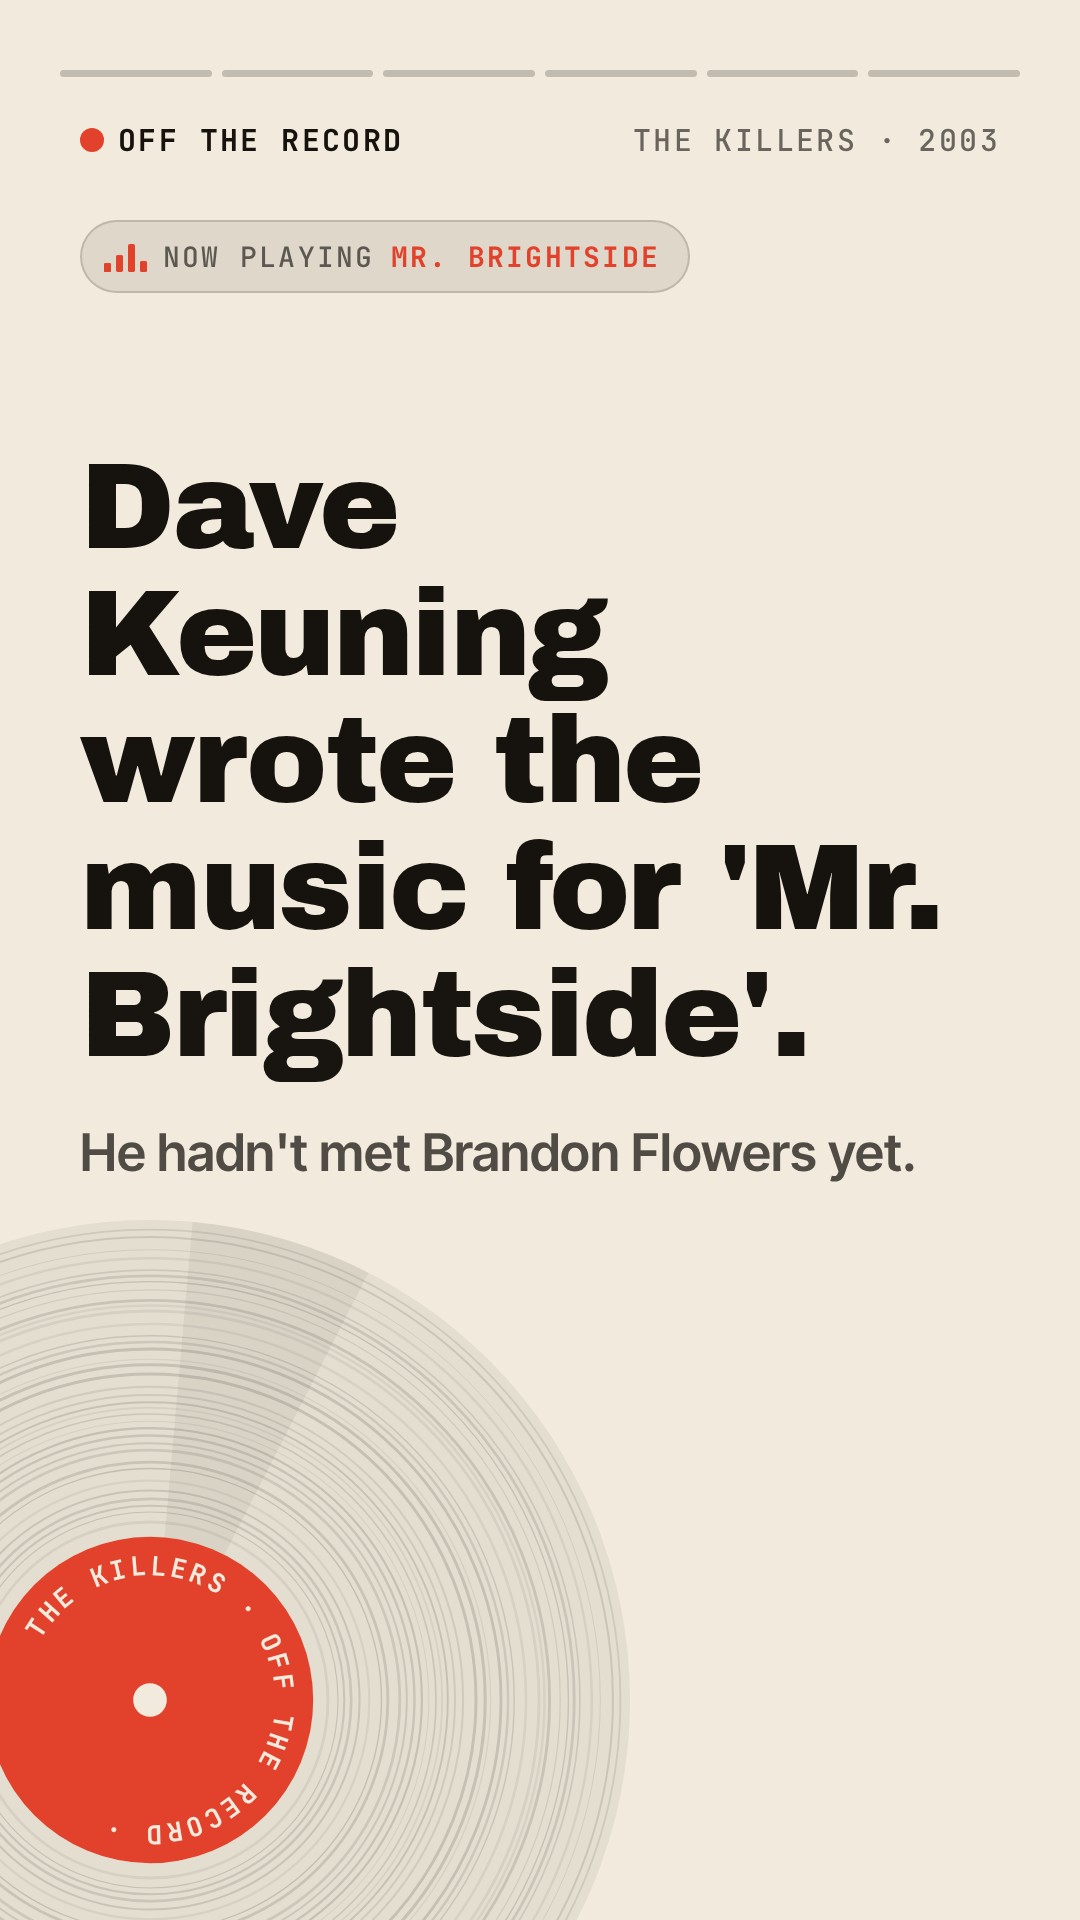 OFF THE RECORD
THE KILLERS · 2003
NOW PLAYING MR. BRIGHTSIDE
Dave
Keuning
wrote the
music for 'Mr.
Brightside'.
He hadn't met Brandon Flowers yet.
THE KILLERS · OFF THE RECORD ·